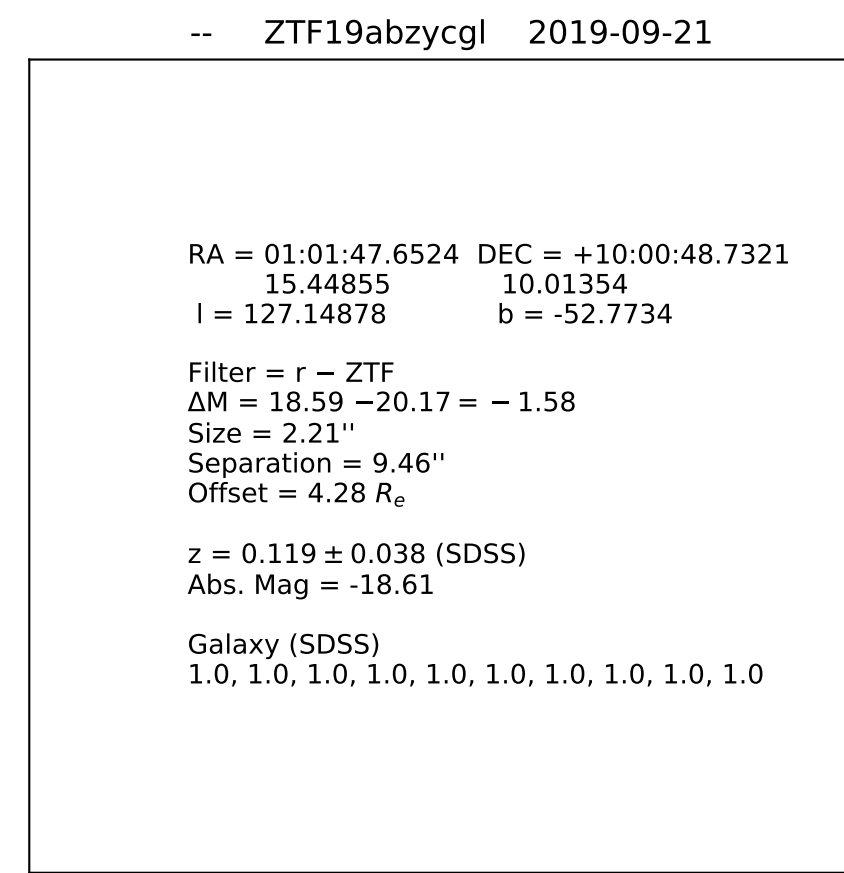 -- ZTF19abzycgl 2019-09-21
RA = 01:01:47.6524 DEC = +10:00:48.7321
15.44855 10.01354
l = 127.14878 b = -52.7734
Filter = r − ZTF
ΔM = 18.59 −20.17 = − 1.58
Size = 2.21''
Separation = 9.46''
Offset = 4.28 Rₑ
z = 0.119 ± 0.038 (SDSS)
Abs. Mag = -18.61
Galaxy (SDSS)
1.0, 1.0, 1.0, 1.0, 1.0, 1.0, 1.0, 1.0, 1.0, 1.0